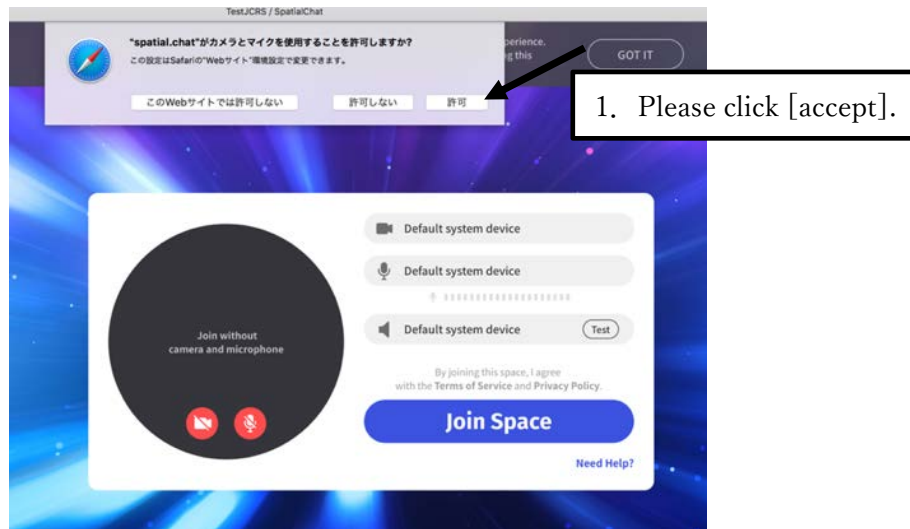 TestJCRS / SpatialChat
"spatial.chat"がカメラとマイクを使用することを許可しますか?
この設定はSafariの"Webサイト"環境設定で変更できます。
このWebサイトでは許可しない
許可しない
許可
perience.
g this
GOT IT
1. Please click [accept].
Default system device
Default system device
Default system device
Test
Join without
camera and microphone
By joining this space, I agree
with the Terms of Service and Privacy Policy.
Join Space
Need Help?